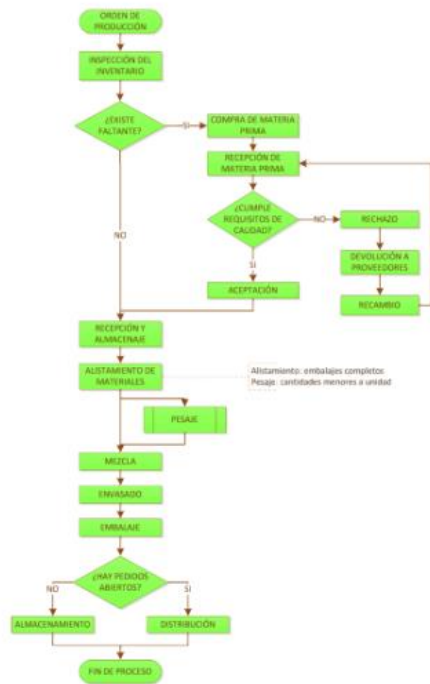 ORDEN DE
PRODUCCIÓN
INSPECCIÓN DEL
INVENTARIO
¿EXISTE
FALTANTE?
SI
COMPRA DE MATERIA
PRIMA
RECEPCIÓN DE
MATERIA PRIMA
¿CUMPLE
REQUISITOS DE
CALIDAD?
NO
RECHAZO
DEVOLUCIÓN A
PROVEEDORES
RECAMBIO
NO
SI
ACEPTACIÓN
RECEPCIÓN Y
ALMACENAJE
ALISTAMIENTO DE
MATERIALES
Alistamiento: embalajes completos
Pesaje: cantidades menores a unidad
PESAJE
MEZCLA
ENVASADO
EMBALAJE
¿HAY PEDIDOS
ABIERTOS?
NO
SI
ALMACENAMIENTO
DISTRIBUCIÓN
FIN DE PROCESO